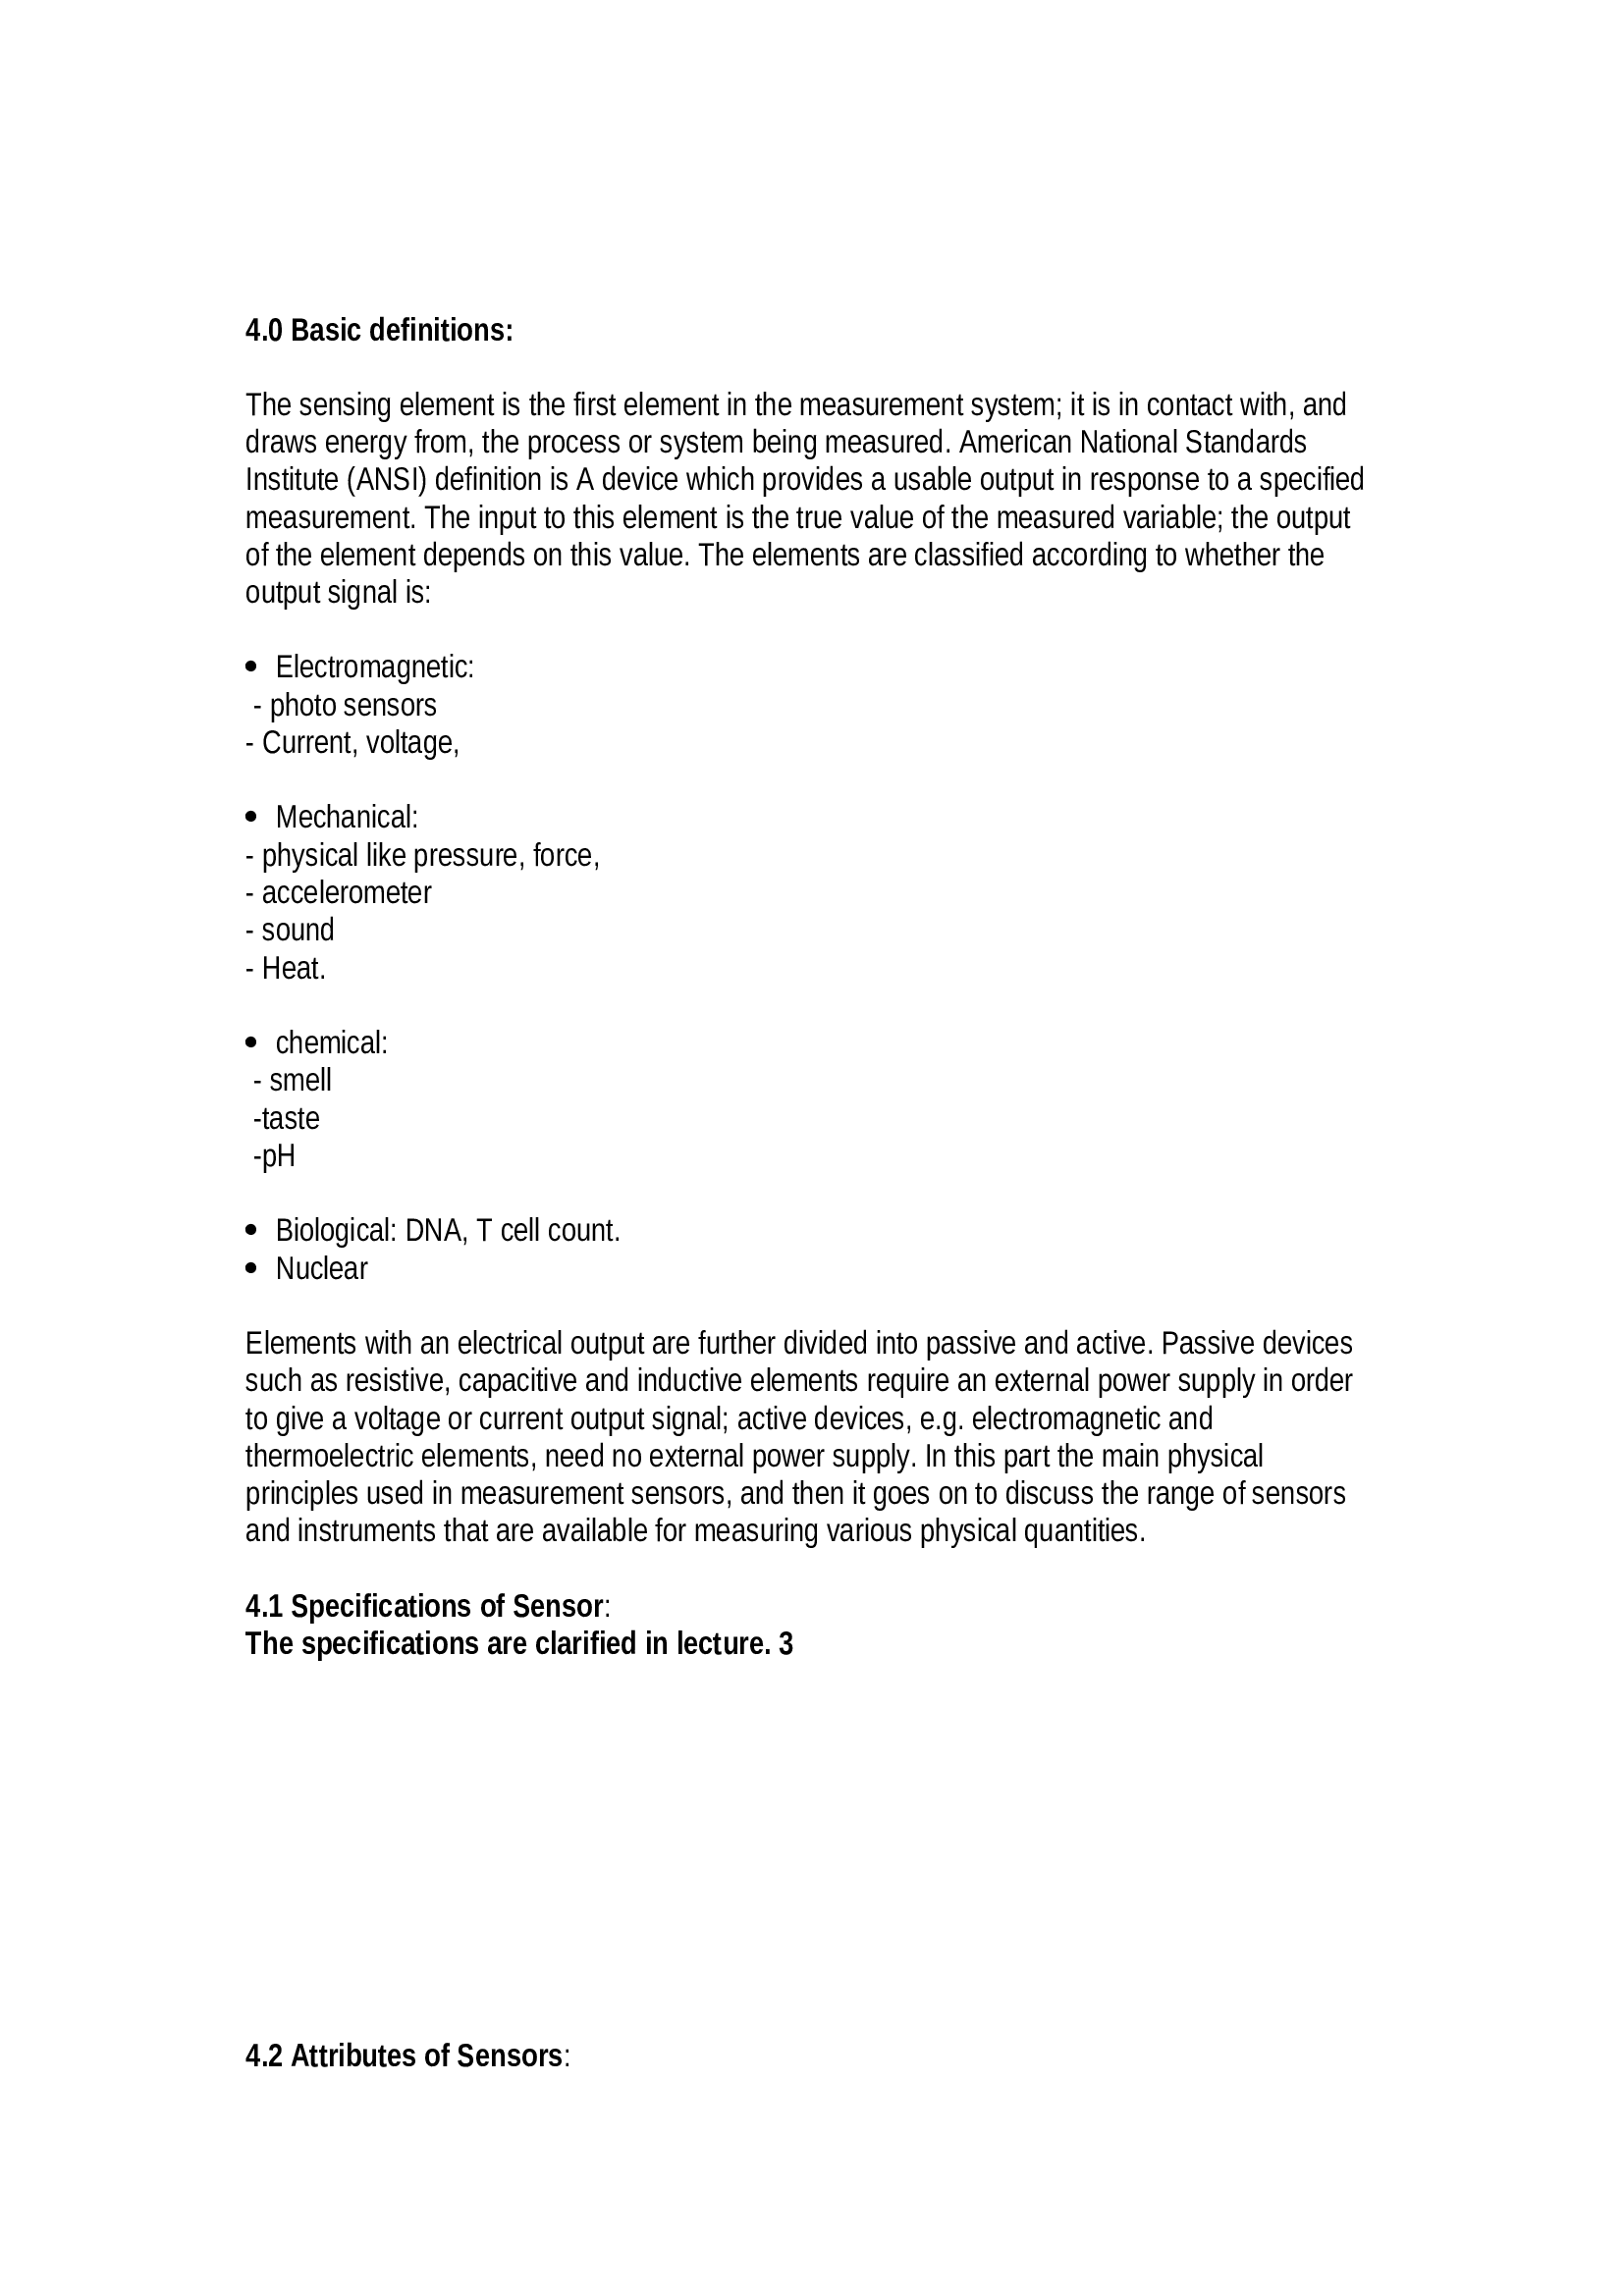 4.0 Basic definitions:
The sensing element is the first element in the measurement system; it is in contact with, and
draws energy from, the process or system being measured. American National Standards
Institute (ANSI) definition is A device which provides a usable output in response to a specified
measurement. The input to this element is the true value of the measured variable; the output
of the element depends on this value. The elements are classified according to whether the
output signal is:
• Electromagnetic:
- photo sensors
- Current, voltage,
• Mechanical:
- physical like pressure, force,
- accelerometer
- sound
- Heat.
• chemical:
- smell
-taste
-pH
• Biological: DNA, T cell count.
• Nuclear
Elements with an electrical output are further divided into passive and active. Passive devices
such as resistive, capacitive and inductive elements require an external power supply in order
to give a voltage or current output signal; active devices, e.g. electromagnetic and
thermoelectric elements, need no external power supply. In this part the main physical
principles used in measurement sensors, and then it goes on to discuss the range of sensors
and instruments that are available for measuring various physical quantities.
4.1 Specifications of Sensor:
The specifications are clarified in lecture. 3
4.2 Attributes of Sensors: